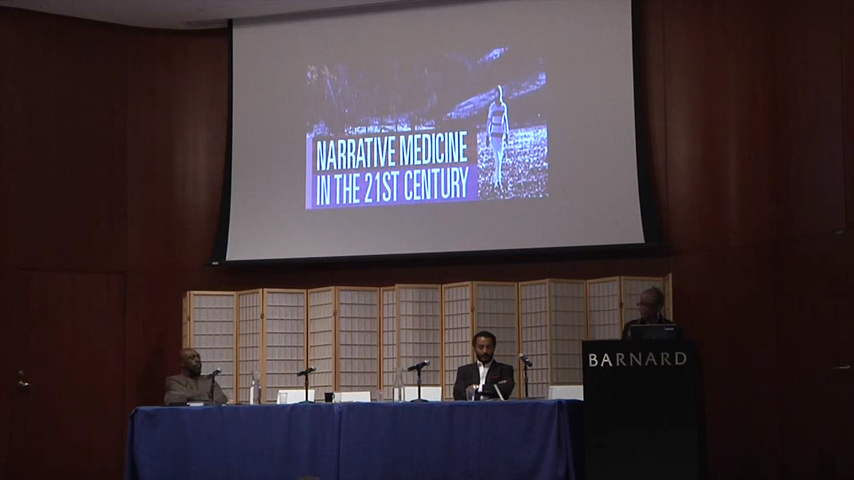 NARRATIVE MEDICINE
IN THE 21ST CENTURY
BARNARD